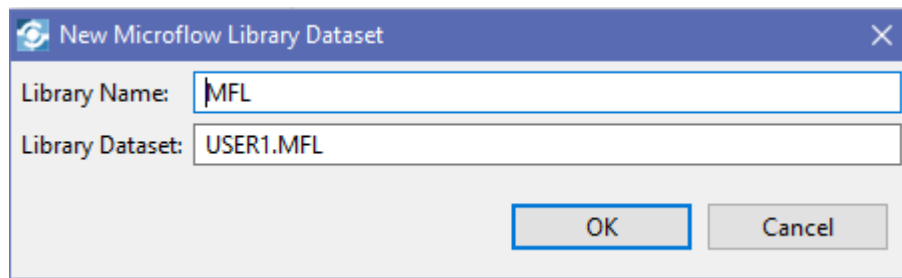 New Microflow Library Dataset
Library Name: MFL
Library Dataset: USER1.MFL
OK Cancel